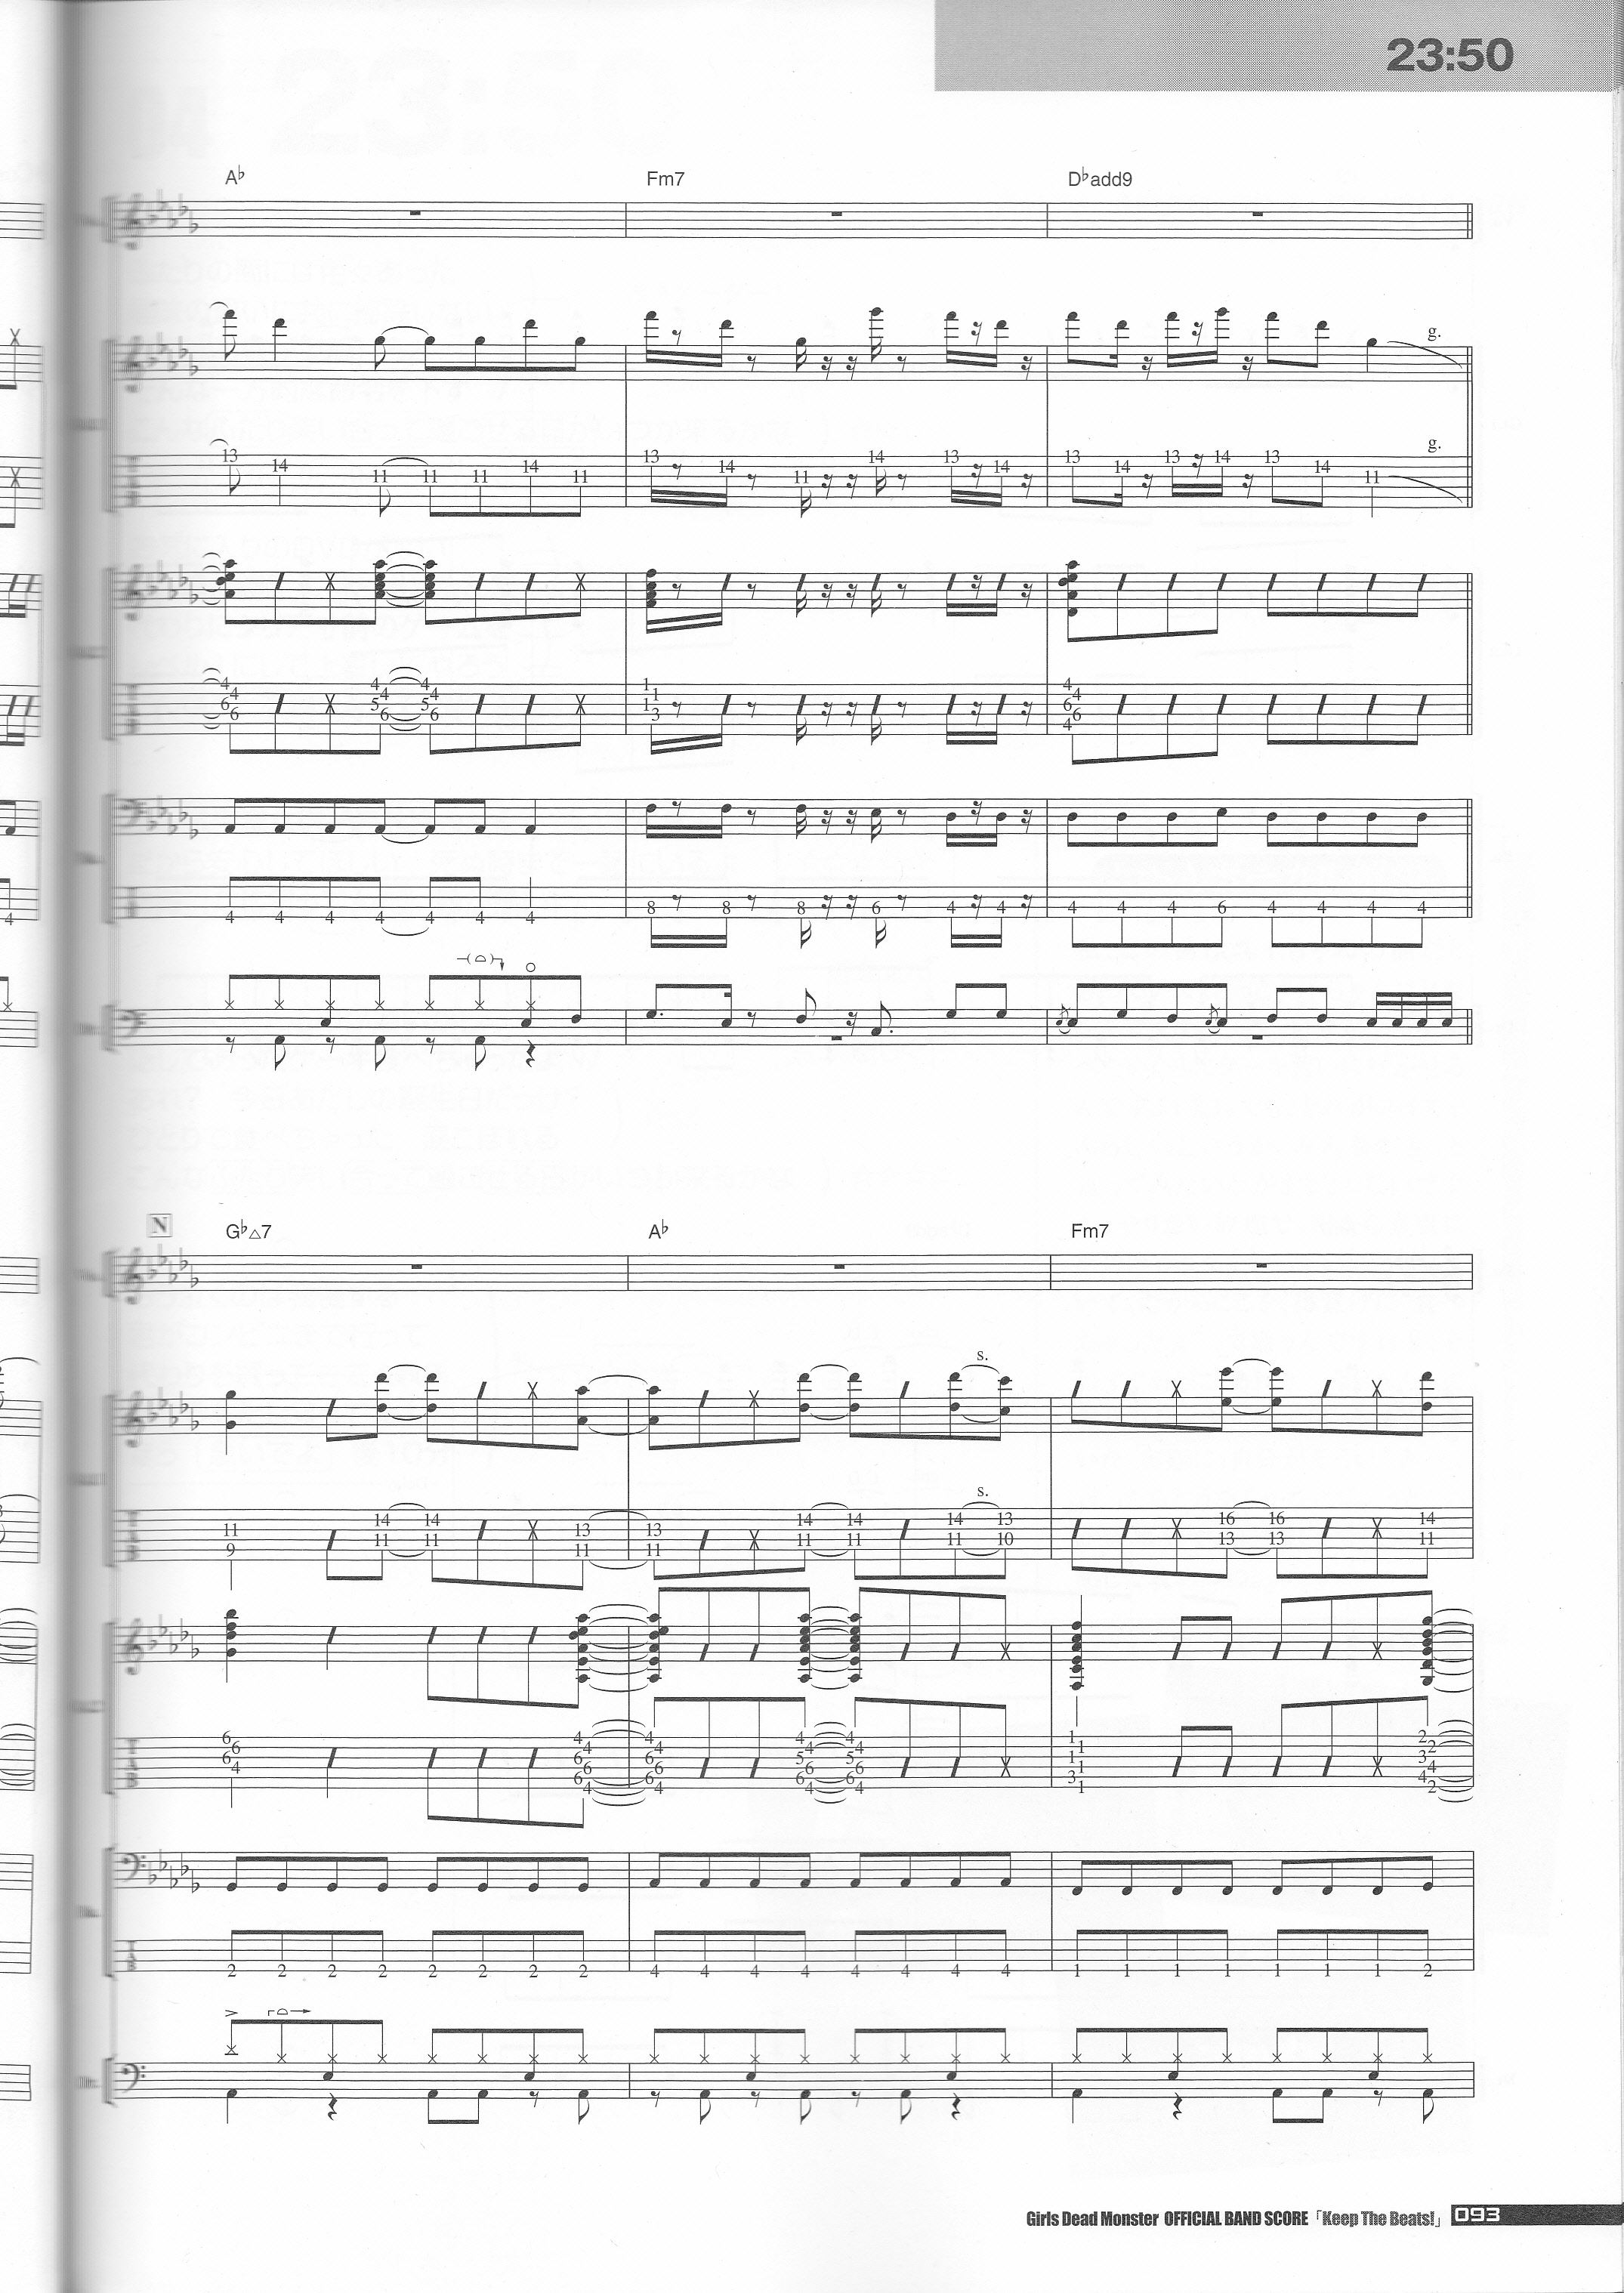 23:50
A♭ Fm7 D♭add9
g.
13 14 11 11 11 14 11 13 14 11 14 13 14 13 14 13 14 13 14 11
g.
4 4 6 6 4 4 5 6 4 4 5 6 1 1 1 3 4 4 6 6 4
4 4 4 4 4 4 4 8 8 8 6 4 4 4 4 4 6 4 4 4 4
N G♭△7 A♭ Fm7
s.
s.
11 14 14 13 13 14 14 14 13 16 16 14
9 11 11 11 11 11 11 11 10 13 13 11
6 6 6 4 4 4 6 6 6 4 4 4 6 6 6 4 4 4 5 6 6 4 4 4 5 6 6 4 1 1 1 1 3 1 2 2 3 4 4 2
2 2 2 2 2 2 2 2 4 4 4 4 4 4 4 4 1 1 1 1 1 1 1 2
Girls Dead Monster OFFICIAL BAND SCORE「Keep The Beats!」 093